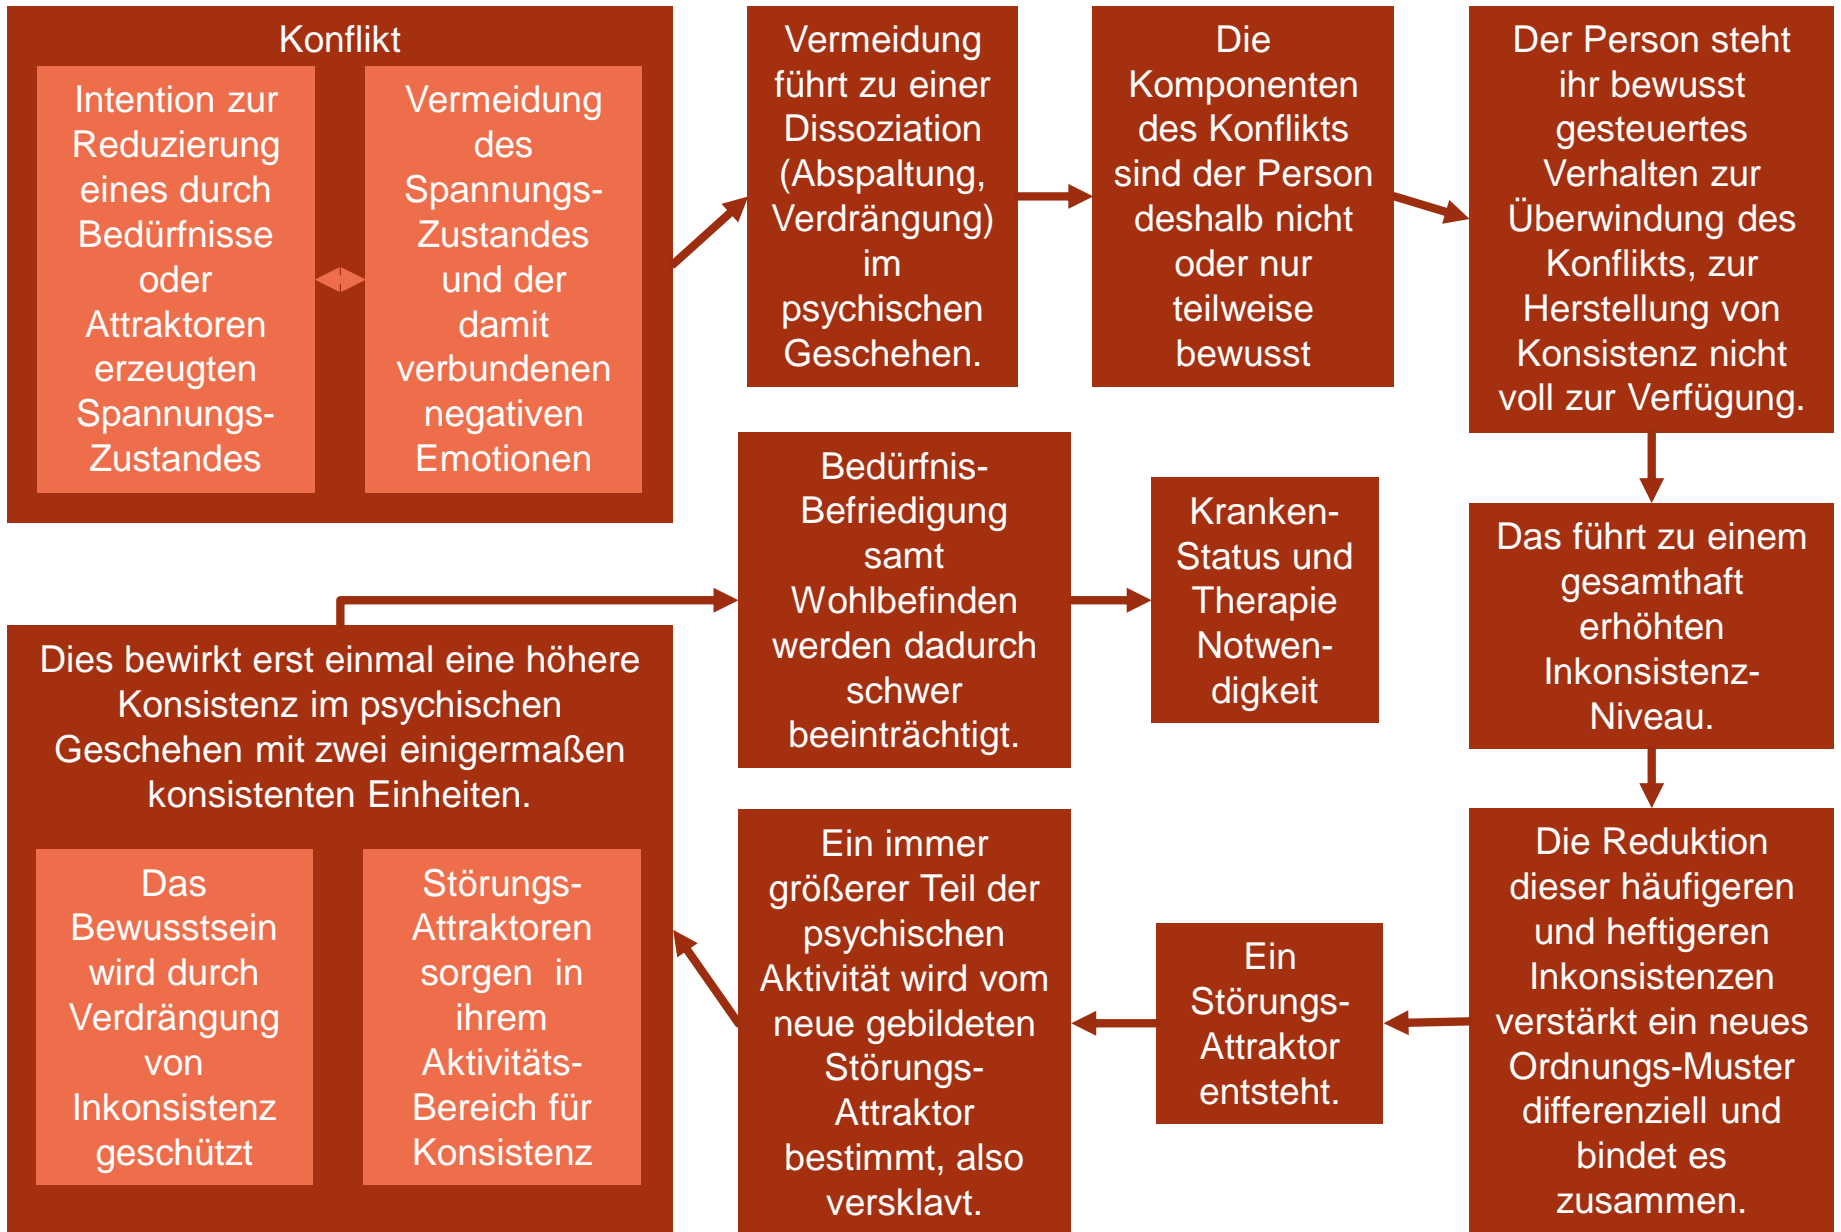 Konflikt
Intention zur
Reduzierung
eines durch
Bedürfnisse
oder
Attraktoren
erzeugten
Spannungs-
Zustandes
Vermeidung
des
Spannungs-
Zustandes
und der
damit
verbundenen
negativen
Emotionen
Vermeidung
führt zu einer
Dissoziation
(Abspaltung,
Verdrängung)
im
psychischen
Geschehen.
Die
Komponenten
des Konflikts
sind der Person
deshalb nicht
oder nur
teilweise
bewusst
Der Person steht
ihr bewusst
gesteuertes
Verhalten zur
Überwindung des
Konflikts, zur
Herstellung von
Konsistenz nicht
voll zur Verfügung.
Das führt zu einem
gesamthaft
erhöhten
Inkonsistenz-
Niveau.
Die Reduktion
dieser häufigeren
und heftigeren
Inkonsistenzen
verstärkt ein neues
Ordnungs-Muster
differenziell und
bindet es
zusammen.
Ein
Störungs-
Attraktor
entsteht.
Ein immer
größerer Teil der
psychischen
Aktivität wird vom
neue gebildeten
Störungs-
Attraktor
bestimmt, also
versklavt.
Dies bewirkt erst einmal eine höhere
Konsistenz im psychischen
Geschehen mit zwei einigermaßen
konsistenten Einheiten.
Das
Bewusstsein
wird durch
Verdrängung
von
Inkonsistenz
geschützt
Störungs-
Attraktoren
sorgen in
ihrem
Aktivitäts-
Bereich für
Konsistenz
Bedürfnis-
Befriedigung
samt
Wohlbefinden
werden dadurch
schwer
beeinträchtigt.
Kranken-
Status und
Therapie
Notwen-
digkeit